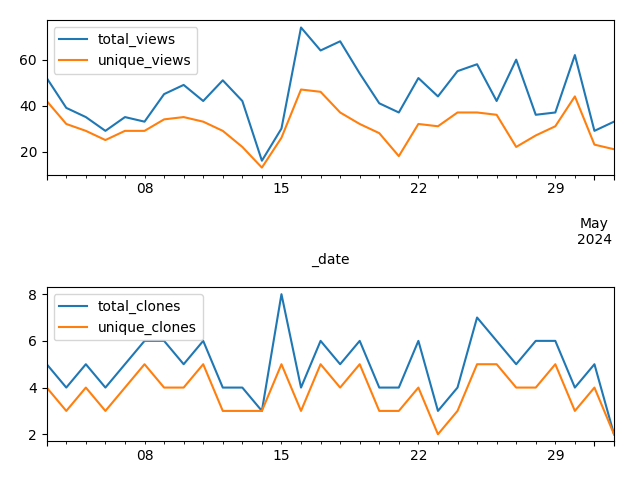 total_views
unique_views
60
40
20
08
15
22
29
May
2024
_date
8
6
4
2
total_clones
unique_clones
08
15
22
29